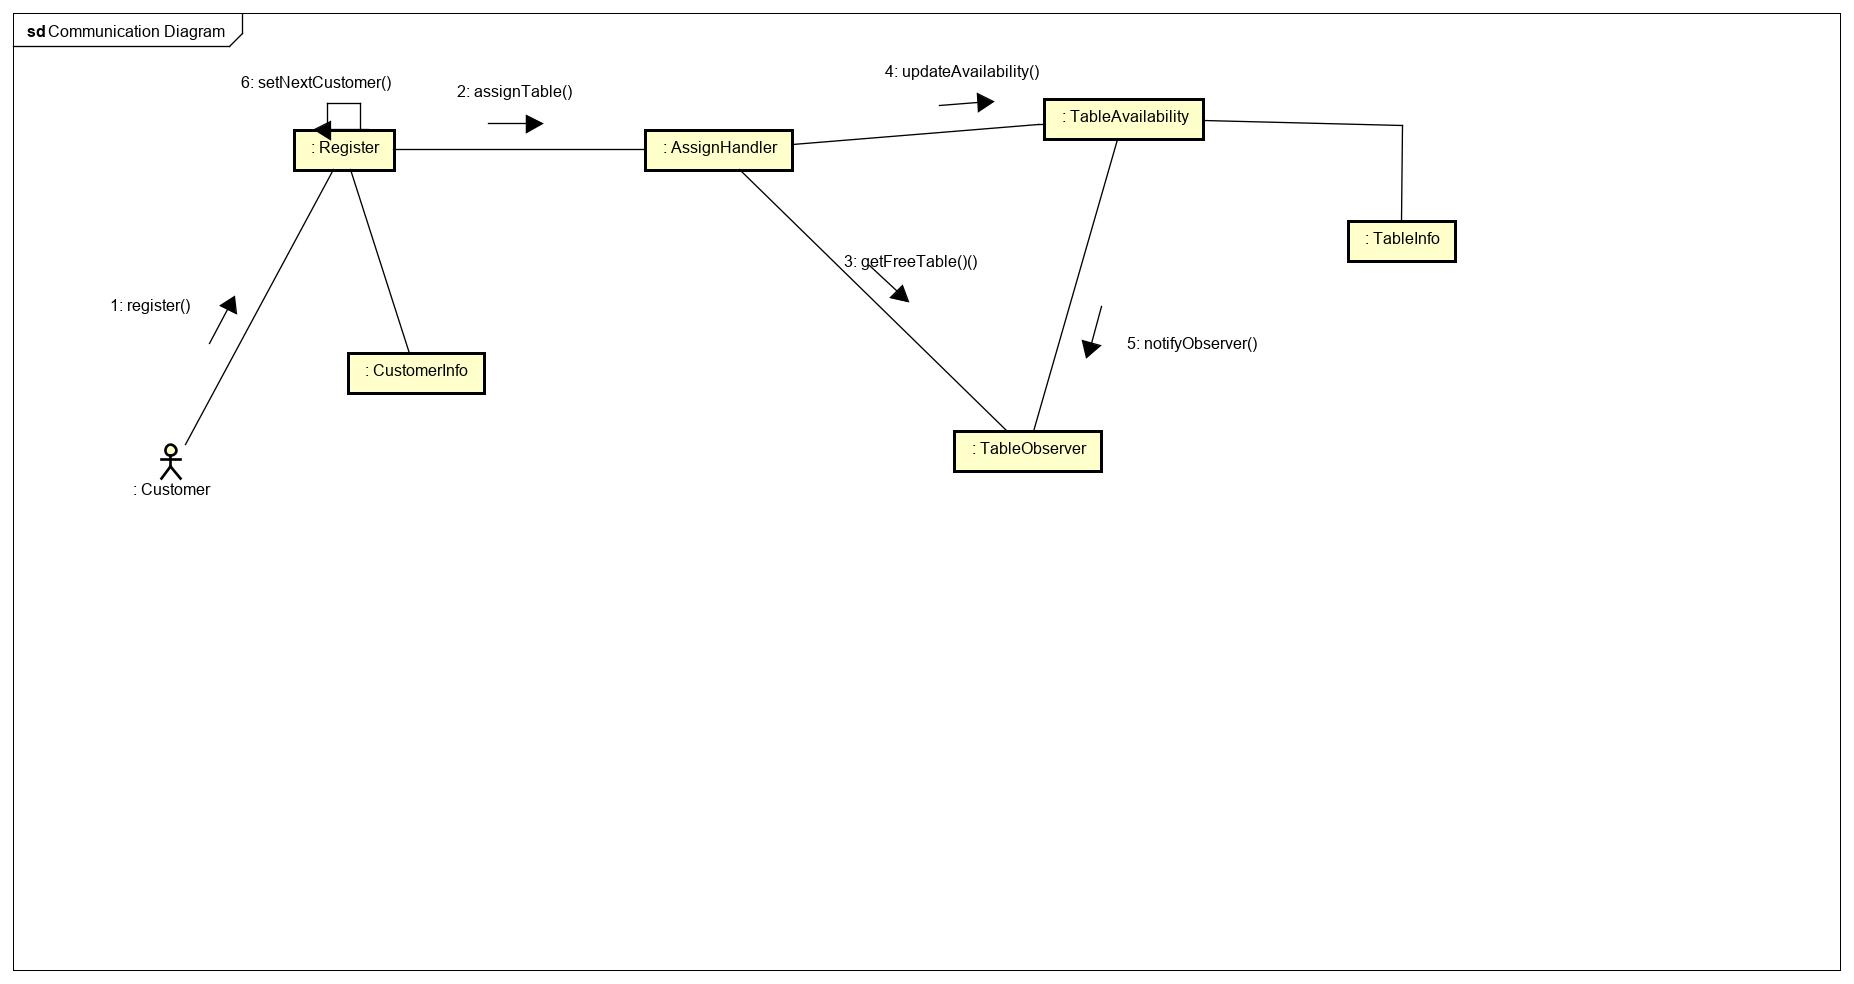 sd Communication Diagram
6: setNextCustomer()
2: assignTable()
4: updateAvailability()
: Register
: AssignHandler
: TableAvailability
: TableInfo
3: getFreeTable()()
1: register()
5: notifyObserver()
: CustomerInfo
: TableObserver
: Customer